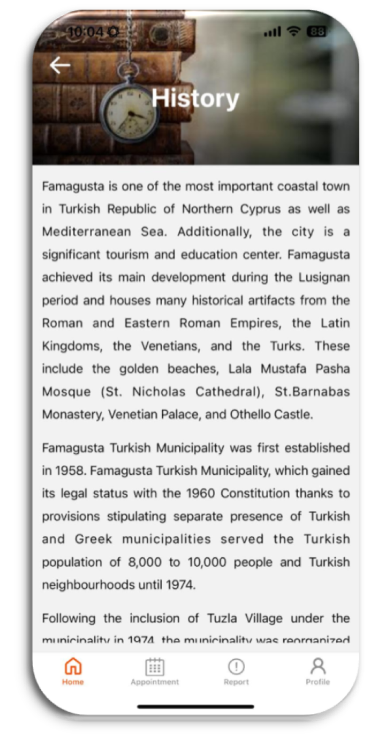 10:04
88
History
Famagusta is one of the most important coastal town
in Turkish Republic of Northern Cyprus as well as
Mediterranean Sea. Additionally, the city is a
significant tourism and education center. Famagusta
achieved its main development during the Lusignan
period and houses many historical artifacts from the
Roman and Eastern Roman Empires, the Latin
Kingdoms, the Venetians, and the Turks. These
include the golden beaches, Lala Mustafa Pasha
Mosque (St. Nicholas Cathedral), St.Barnabas
Monastery, Venetian Palace, and Othello Castle.
Famagusta Turkish Municipality was first established
in 1958. Famagusta Turkish Municipality, which gained
its legal status with the 1960 Constitution thanks to
provisions stipulating separate presence of Turkish
and Greek municipalities served the Turkish
population of 8,000 to 10,000 people and Turkish
neighbourhoods until 1974.
Following the inclusion of Tuzla Village under the
municipality in 1974, the municipality was reorganized
Home
Appointment
Report
Profile